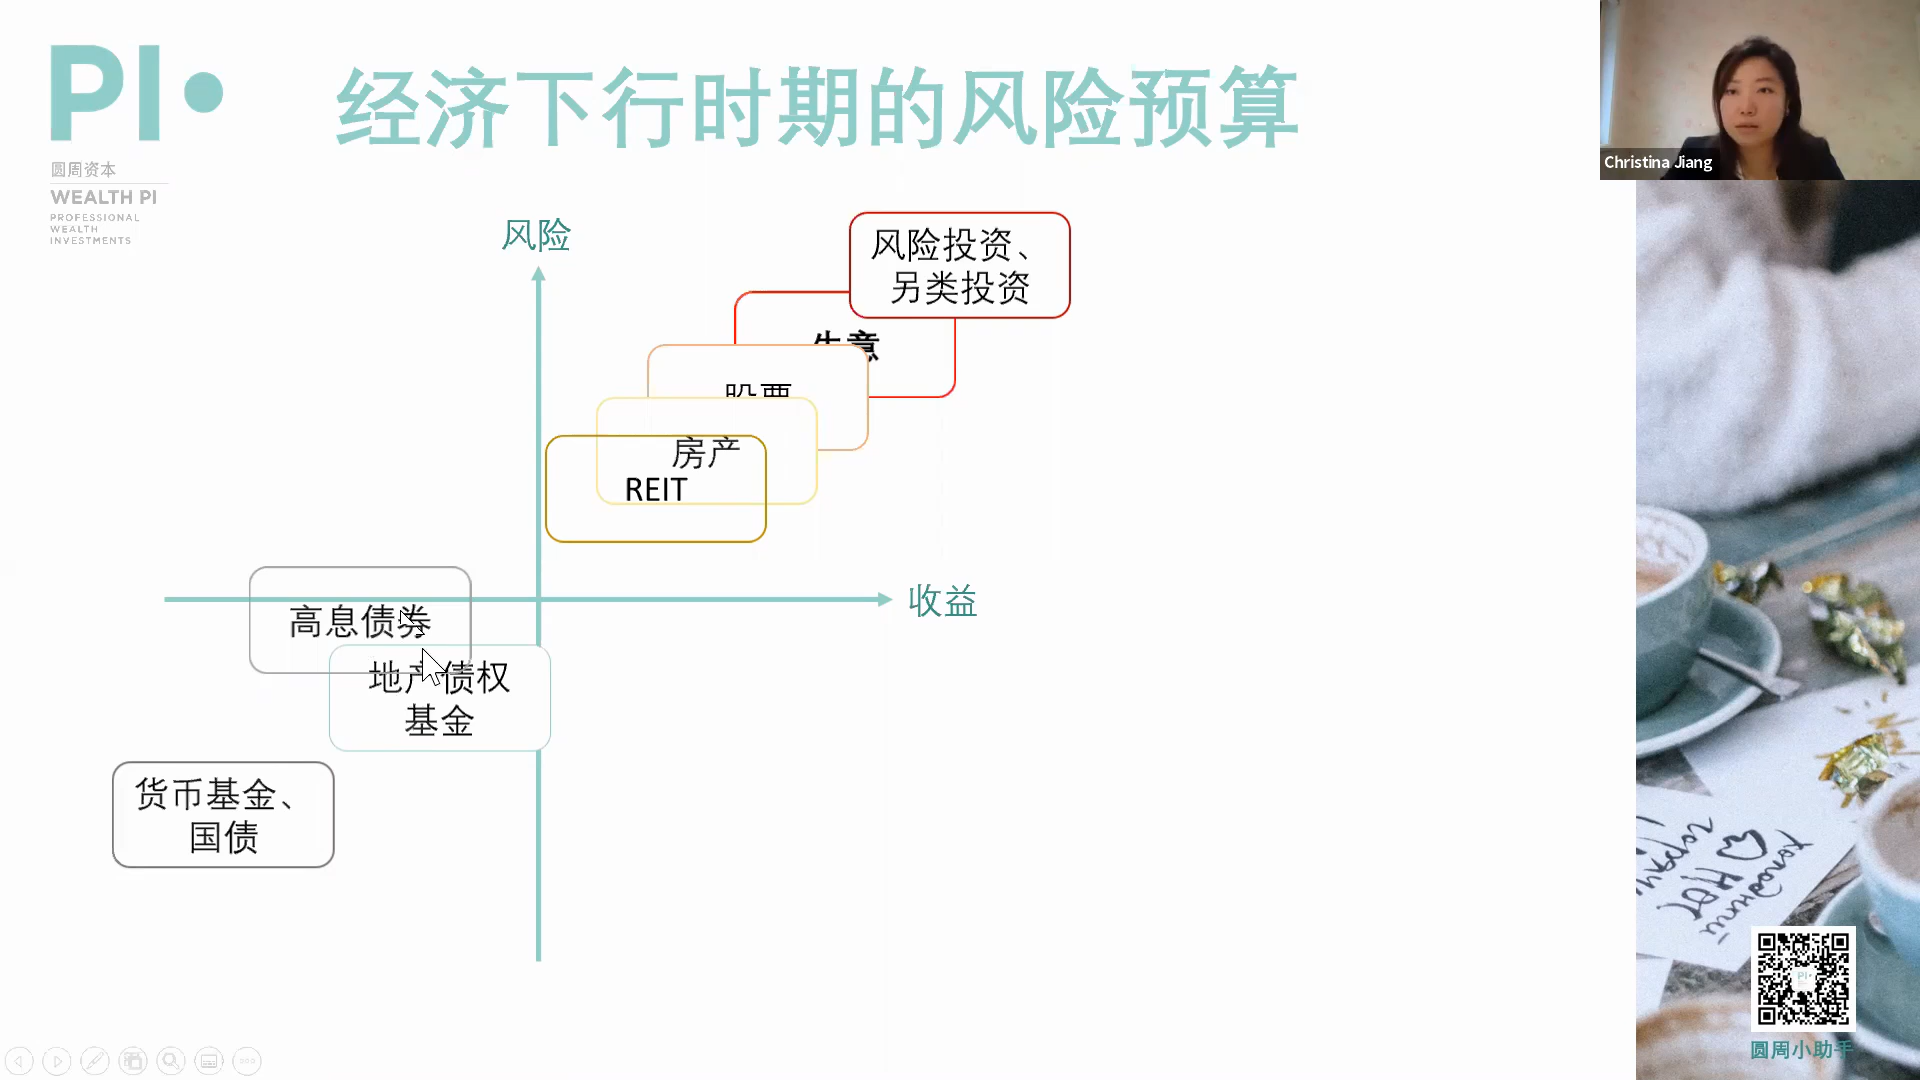 PI
圆周资本
WEALTH PI
PROFESSIONAL
WEALTH
INVESTMENTS
经济下行时期的风险预算
Christina Jiang
风险
风险投资、
另类投资
生意
股票
房产
REIT
收益
高息债券
地产债权
基金
货币基金、
国债
圆周小助手